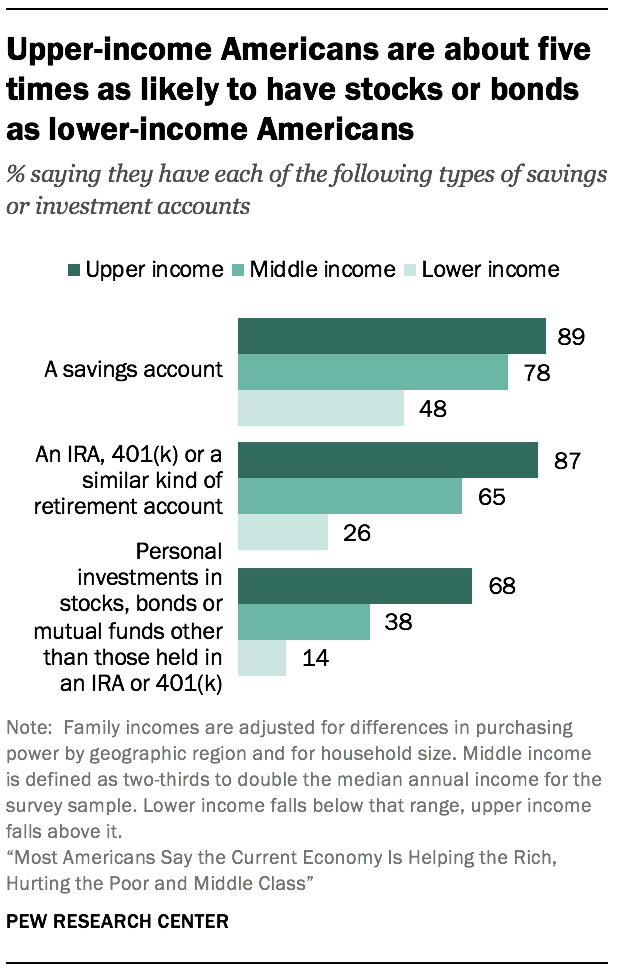 Upper-income Americans are about five
times as likely to have stocks or bonds
as lower-income Americans
% saying they have each of the following types of savings
or investment accounts
Upper income Middle income Lower income
A savings account
89
78
48
An IRA, 401(k) or a
similar kind of
retirement account
87
65
26
Personal
investments in
stocks, bonds or
mutual funds other
than those held in
an IRA or 401(k)
68
38
14
Note: Family incomes are adjusted for differences in purchasing
power by geographic region and for household size. Middle income
is defined as two-thirds to double the median annual income for the
survey sample. Lower income falls below that range, upper income
falls above it.
“Most Americans Say the Current Economy Is Helping the Rich,
Hurting the Poor and Middle Class”
PEW RESEARCH CENTER